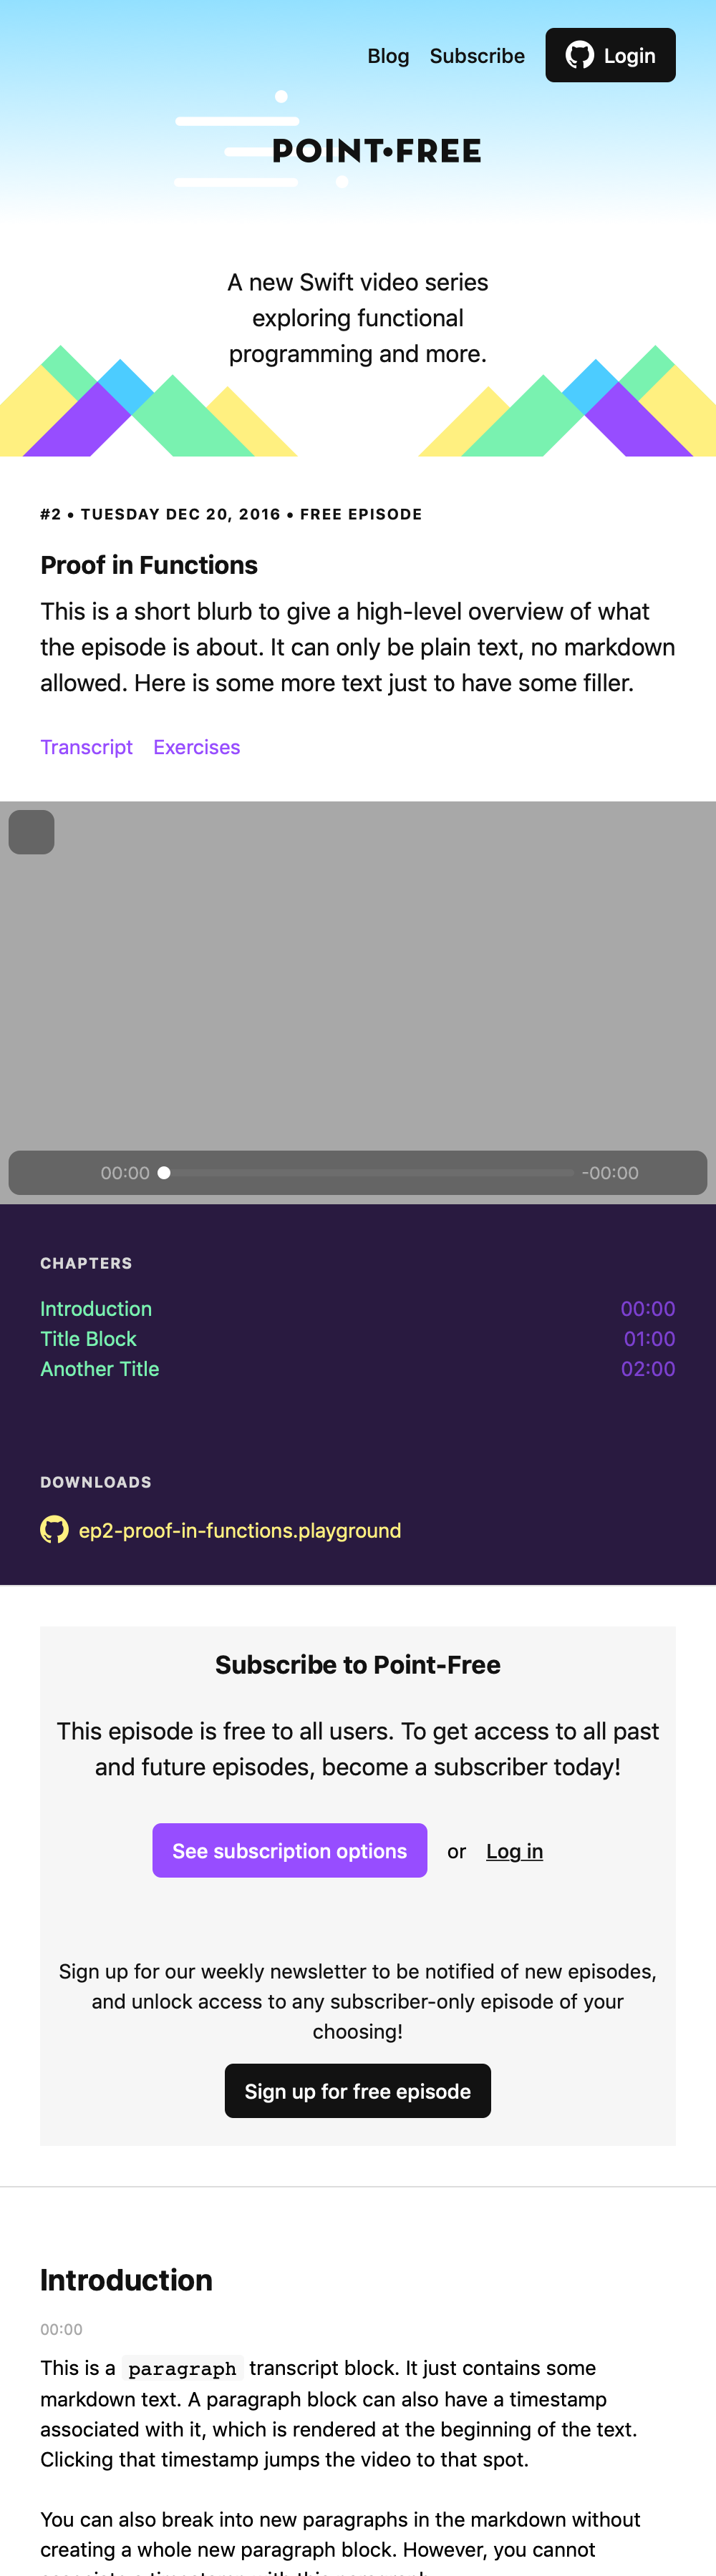 Blog Subscribe Login
POINT•FREE
A new Swift video series
exploring functional
programming and more.
#2 • TUESDAY DEC 20, 2016 • FREE EPISODE
Proof in Functions
This is a short blurb to give a high-level overview of what
the episode is about. It can only be plain text, no markdown
allowed. Here is some more text just to have some filler.
Transcript Exercises
00:00 -00:00
CHAPTERS
Introduction 00:00
Title Block 01:00
Another Title 02:00
DOWNLOADS
ep2-proof-in-functions.playground
Subscribe to Point-Free
This episode is free to all users. To get access to all past
and future episodes, become a subscriber today!
See subscription options or Log in
Sign up for our weekly newsletter to be notified of new episodes,
and unlock access to any subscriber-only episode of your
choosing!
Sign up for free episode
Introduction
00:00
This is a paragraph transcript block. It just contains some
markdown text. A paragraph block can also have a timestamp
associated with it, which is rendered at the beginning of the text.
Clicking that timestamp jumps the video to that spot.
You can also break into new paragraphs in the markdown without
creating a whole new paragraph block. However, you cannot